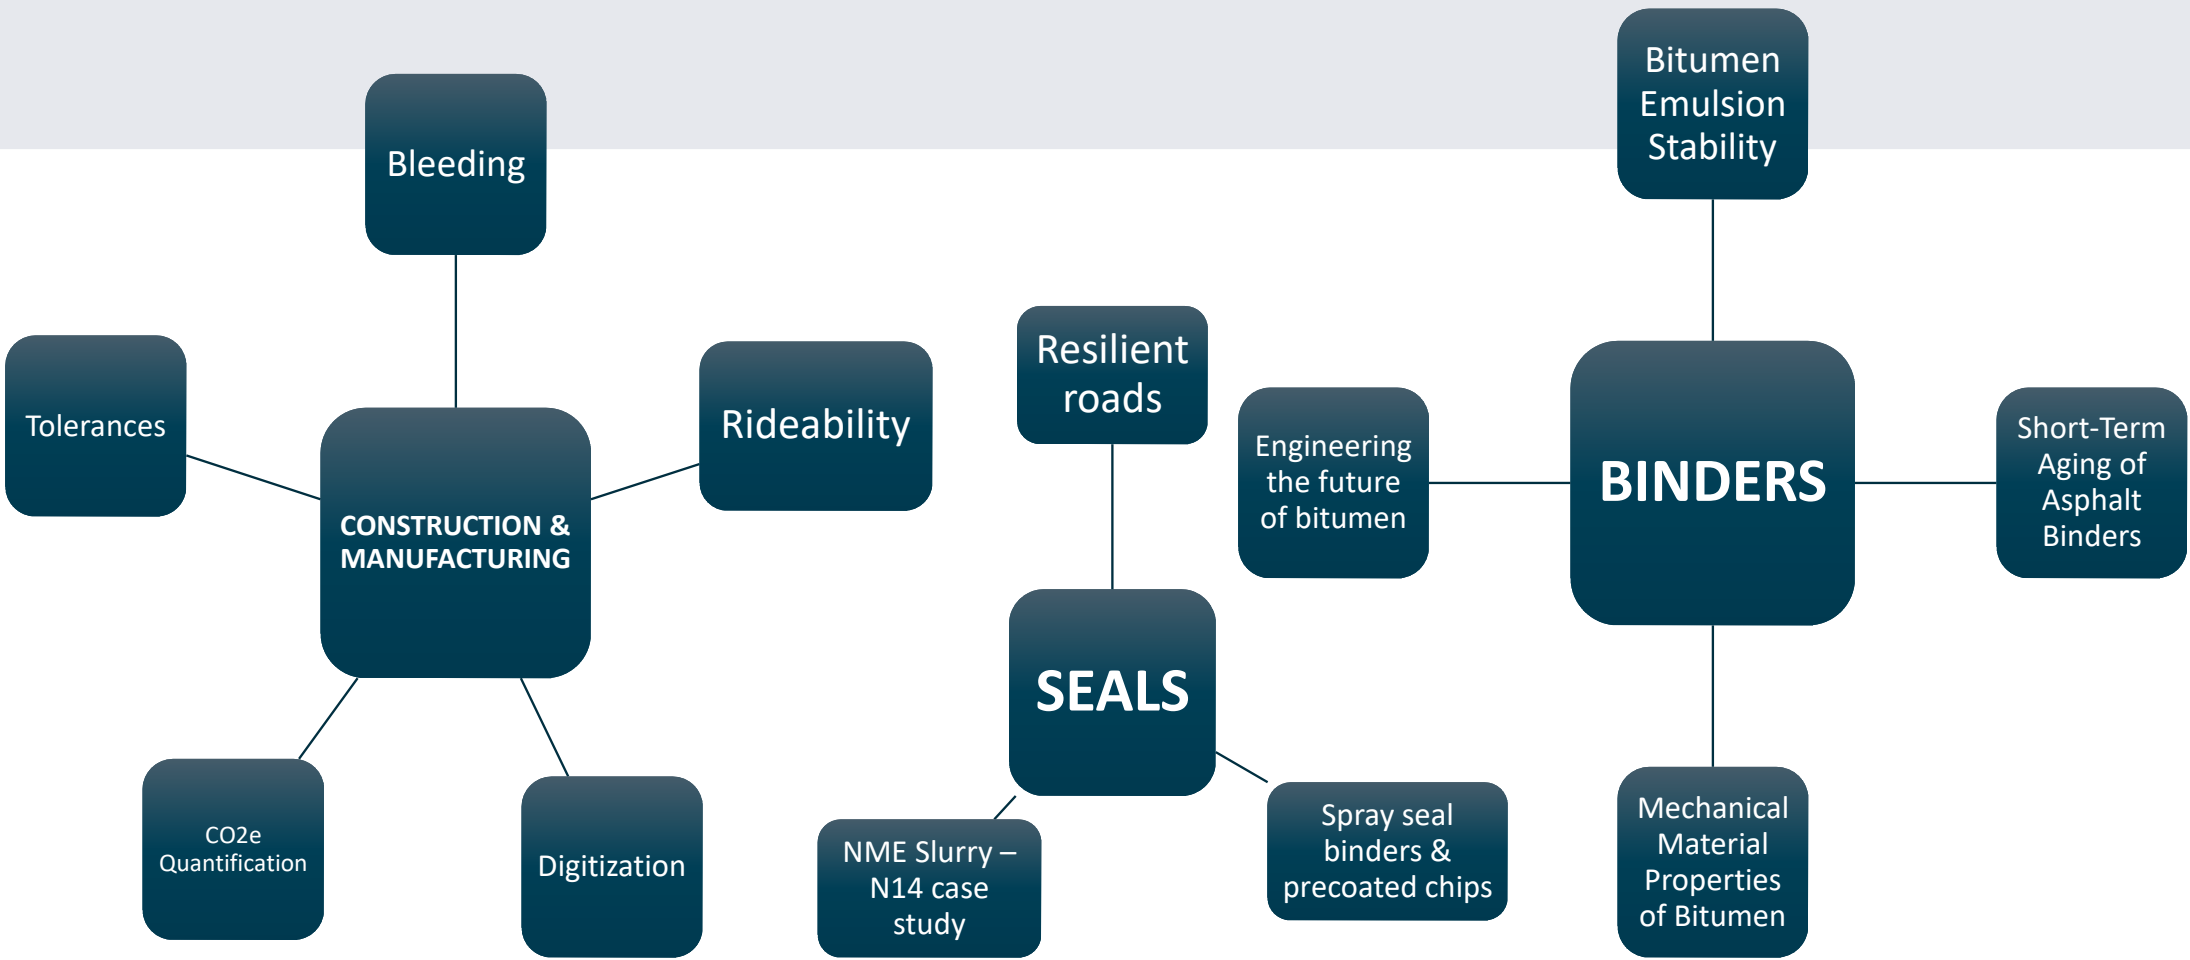 Bleeding
Tolerances
Rideability
CONSTRUCTION &
MANUFACTURING
CO2e
Quantification
Digitization
Resilient
roads
SEALS
NME Slurry –
N14 case
study
Spray seal
binders &
precoated chips
Bitumen
Emulsion
Stability
Engineering
the future
of bitumen
BINDERS
Short-Term
Aging of
Asphalt
Binders
Mechanical
Material
Properties
of Bitumen